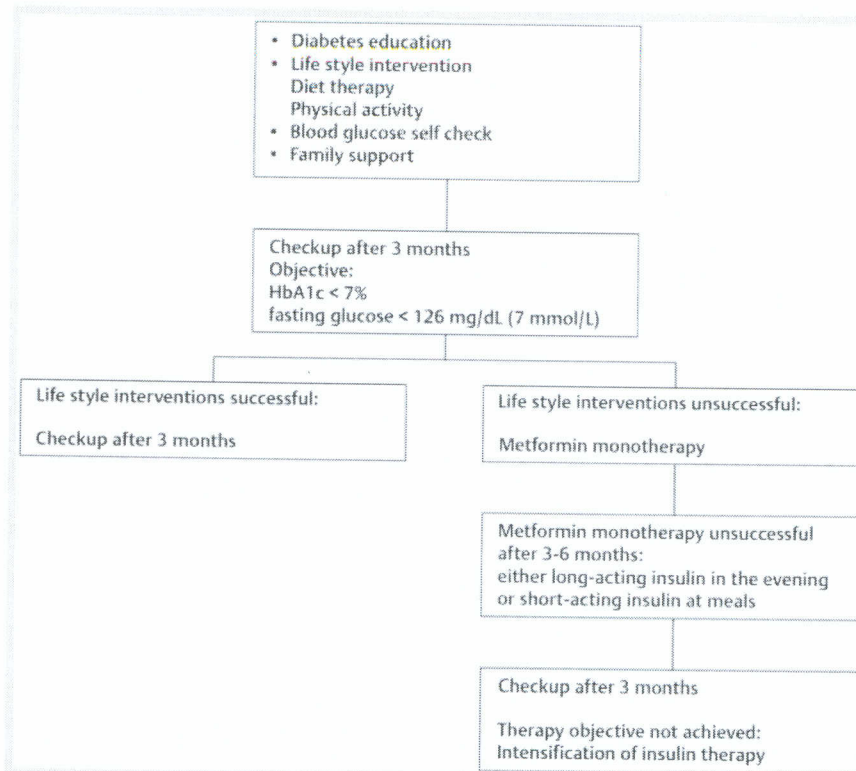 • Diabetes education
• Life style intervention
Diet therapy
Physical activity
• Blood glucose self check
• Family support
Checkup after 3 months
Objective:
HbA1c < 7%
fasting glucose < 126 mg/dL (7 mmol/L)
Life style interventions successful:
Checkup after 3 months
Life style interventions unsuccessful:
Metformin monotherapy
Metformin monotherapy unsuccessful
after 3-6 months:
either long-acting insulin in the evening
or short-acting insulin at meals
Checkup after 3 months
Therapy objective not achieved:
Intensification of insulin therapy